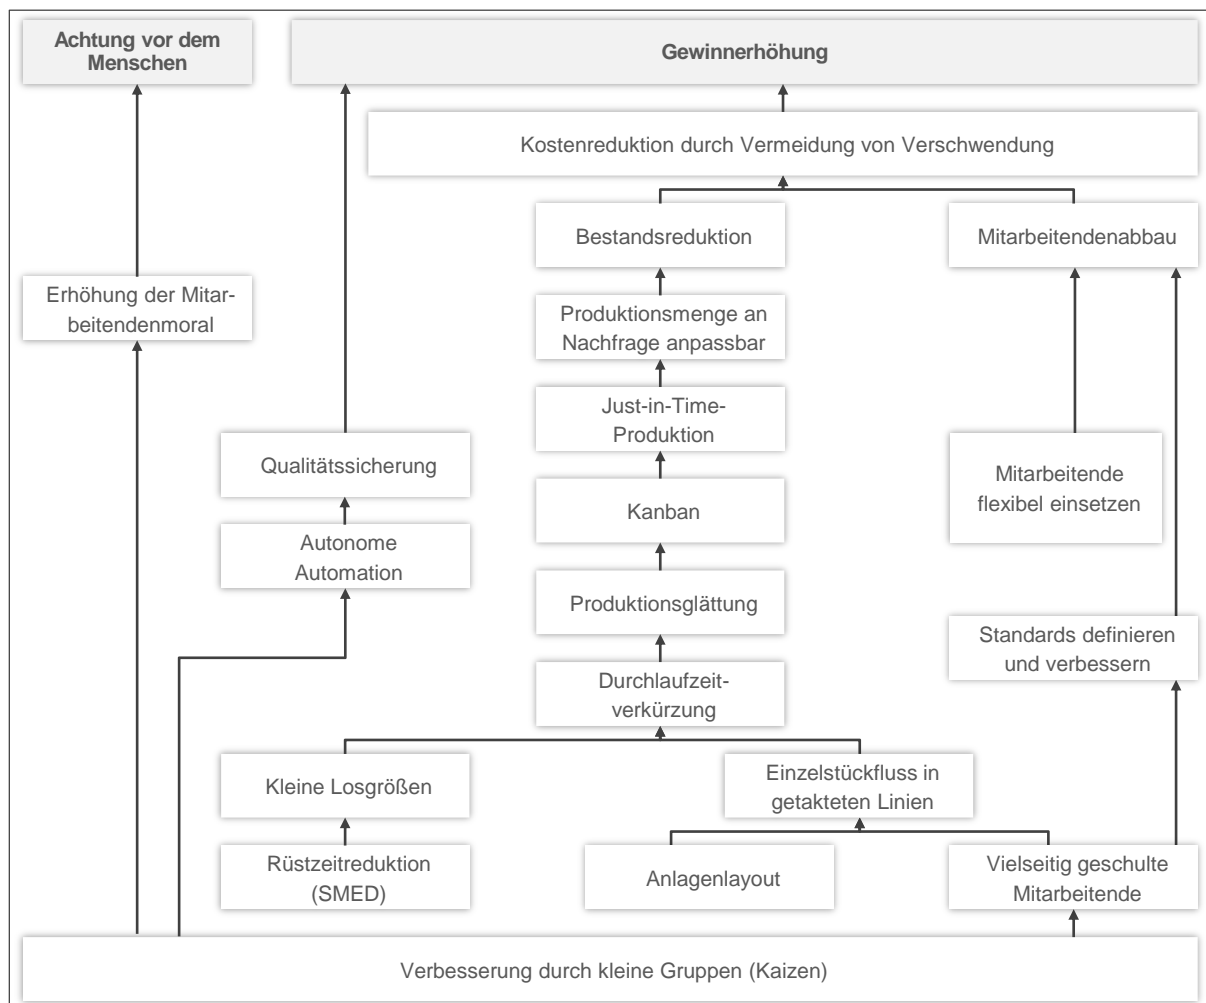 Achtung vor dem
Menschen
Gewinnerhöhung
Kostenreduktion durch Vermeidung von Verschwendung
Bestandsreduktion
Mitarbeitendenabbau
Erhöhung der Mitar-
beitendenmoral
Produktionsmenge an
Nachfrage anpassbar
Just-in-Time-
Produktion
Qualitätssicherung
Mitarbeitende
flexibel einsetzen
Kanban
Autonome
Automation
Produktionsglättung
Standards definieren
und verbessern
Durchlaufzeit-
verkürzung
Kleine Losgrößen
Einzelstückfluss in
getakteten Linien
Rüstzeitreduktion
(SMED)
Anlagenlayout
Vielseitig geschulte
Mitarbeitende
Verbesserung durch kleine Gruppen (Kaizen)